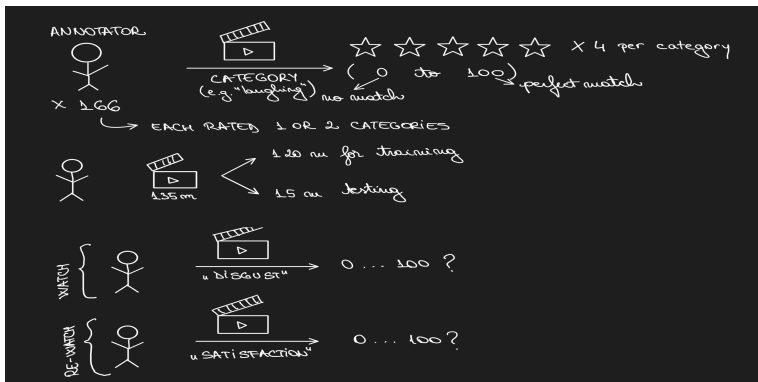 ANNOTATOR
X 4 per category
CATEGORY
(e.g. "laughing")
( 0 to 100)
no match
perfect match
X 166
EACH RATED 1 OR 2 CATEGORIES
135m
120 m for training
15 m testing
WATCH
"DISGUST"
0 ... 100 ?
RE-WATCH
"SATISFACTION"
0 ... 100 ?